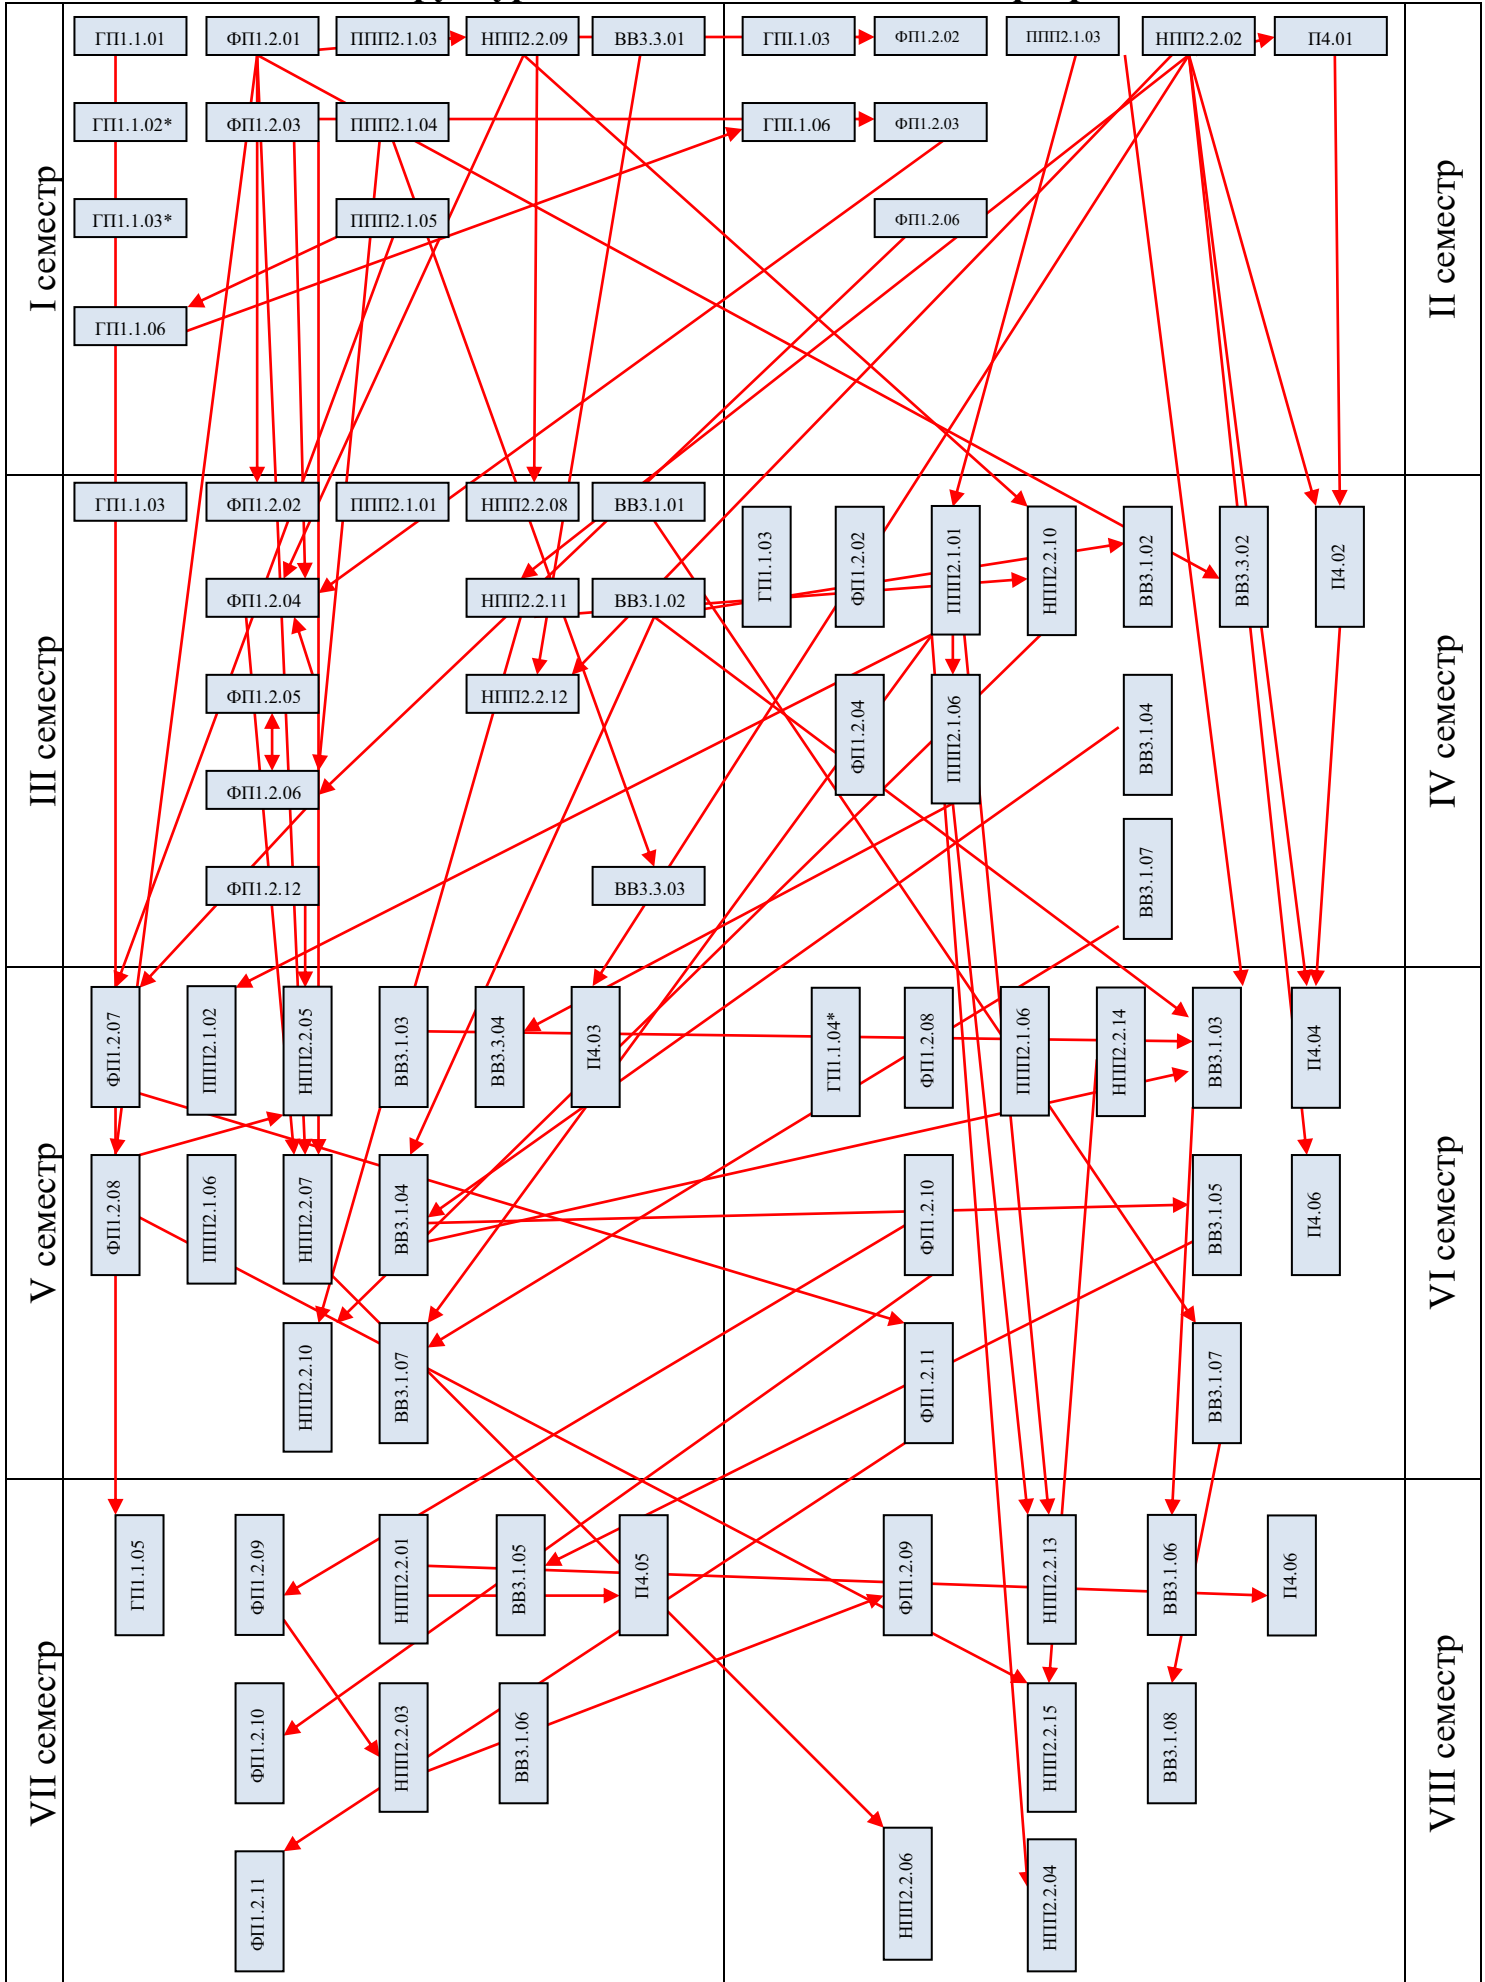 I семестр
ГП1.1.01
ФП1.2.01
ППП2.1.03
НПП2.2.09
ВВ3.3.01
ГП1.1.02*
ФП1.2.03
ППП2.1.04
ГП1.1.03*
ППП2.1.05
ГП1.1.06
II семестр
ГПI.1.03
ФП1.2.02
ППП2.1.03
НПП2.2.02
П4.01
ГПI.1.06
ФП1.2.03
ФП1.2.06
III семестр
ГП1.1.03
ФП1.2.02
ППП2.1.01
НПП2.2.08
ВВ3.1.01
ФП1.2.04
НПП2.2.11
ВВ3.1.02
ФП1.2.05
НПП2.2.12
ФП1.2.06
ФП1.2.12
ВВ3.3.03
IV семестр
ГП1.1.03
ФП1.2.02
ППП2.1.01
НПП2.2.10
ВВ3.1.02
ВВ3.3.02
П4.02
ФП1.2.04
ППП2.1.06
ВВ3.1.04
ВВ3.1.07
V семестр
ФП1.2.07
ППП2.1.02
НПП2.2.05
ВВ3.1.03
ВВ3.3.04
П4.03
ФП1.2.08
ППП2.1.06
НПП2.2.07
ВВ3.1.04
НПП2.2.10
ВВ3.1.07
VI семестр
ГП1.1.04*
ФП1.2.08
ППП2.1.06
НПП2.2.14
ВВ3.1.03
П4.04
ФП1.2.10
ВВ3.1.05
П4.06
ФП1.2.11
ВВ3.1.07
VII семестр
ГП1.1.05
ФП1.2.09
НПП2.2.01
ВВ3.1.05
П4.05
ФП1.2.10
НПП2.2.03
ВВ3.1.06
ФП1.2.11
VIII семестр
ФП1.2.09
НПП2.2.13
ВВ3.1.06
П4.06
НПП2.2.15
ВВ3.1.08
НПП2.2.06
НПП2.2.04